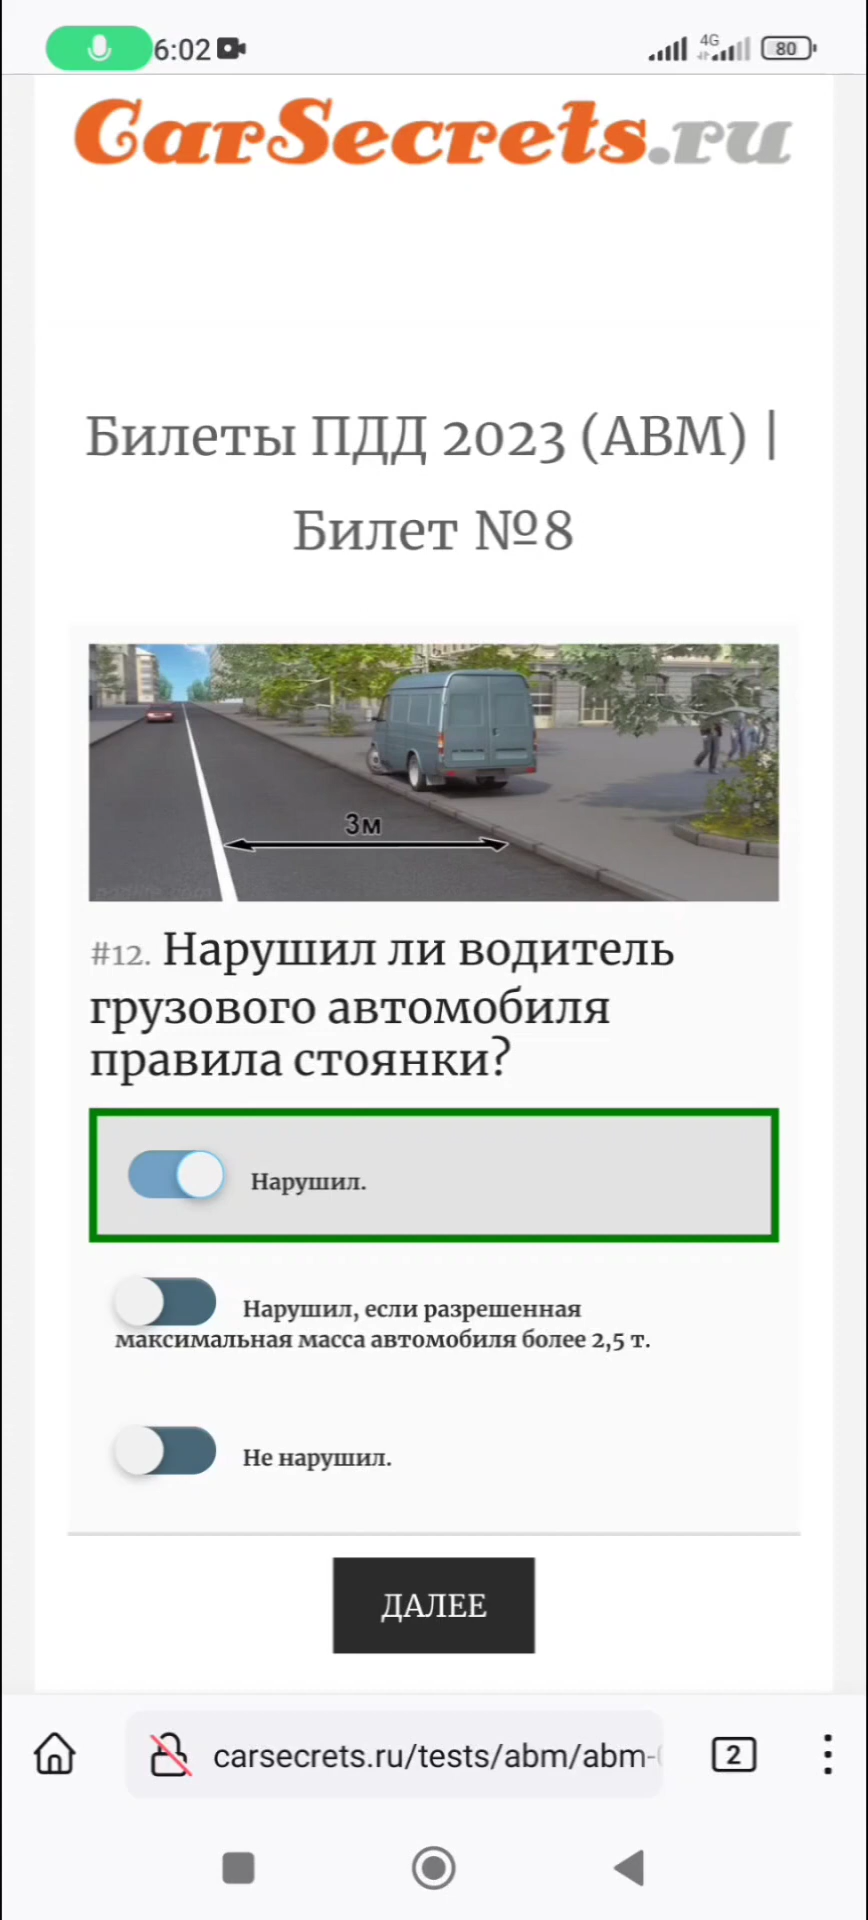 6:02
4G
80
CarSecrets.ru
Билеты ПДД 2023 (АВМ) |
Билет №8
3м
#12. Нарушил ли водитель
грузового автомобиля
правила стоянки?
Нарушил.
Нарушил, если разрешенная
максимальная масса автомобиля более 2,5 т.
Не нарушил.
ДАЛЕЕ
carsecrets.ru/tests/abm/abm-
2